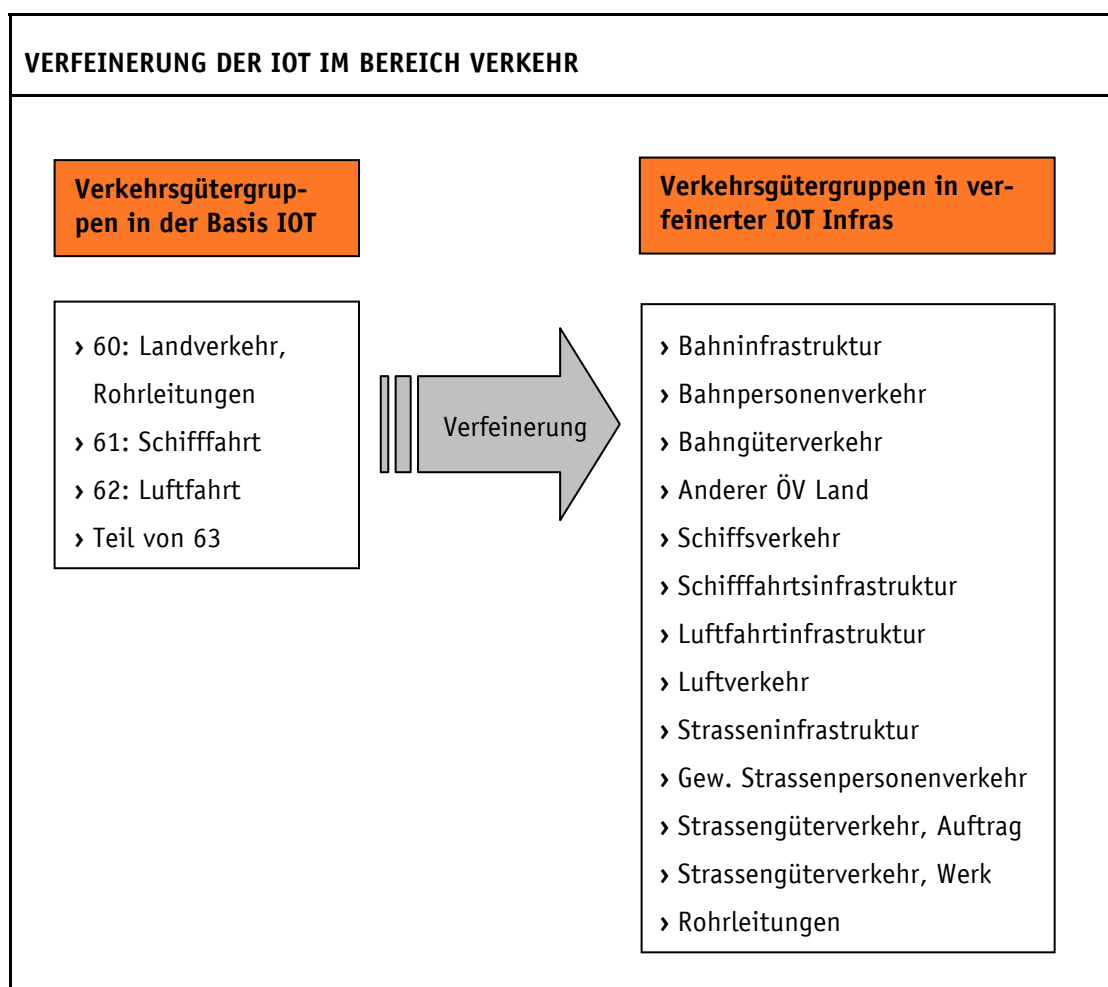 VERFEINERUNG DER IOT IM BEREICH VERKEHR
Verkehrsgütergrup-
pen in der Basis IOT
› 60: Landverkehr,
Rohrleitungen
› 61: Schifffahrt
› 62: Luftfahrt
› Teil von 63
Verfeinerung
Verkehrsgütergruppen in ver-
feinerter IOT Infras
› Bahninfrastruktur
› Bahnpersonenverkehr
› Bahngüterverkehr
› Anderer ÖV Land
› Schiffsverkehr
› Schifffahrtsinfrastruktur
› Luftfahrtinfrastruktur
› Luftverkehr
› Strasseninfrastruktur
› Gew. Strassenpersonenverkehr
› Strassengüterverkehr, Auftrag
› Strassengüterverkehr, Werk
› Rohrleitungen